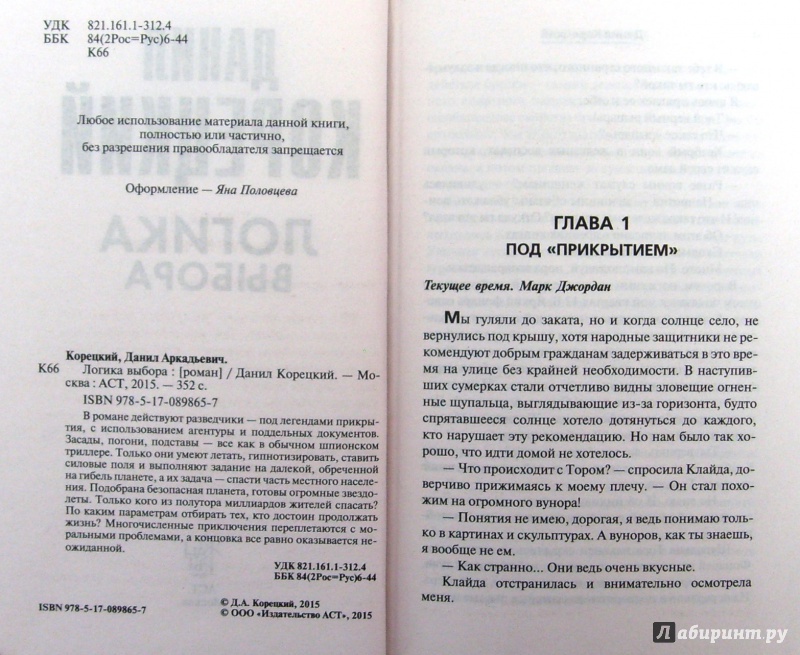 УДК 821.161.1-312.4
ББК 84(2Рос=Рус)6-44
К66
Любое использование материала данной книги,
полностью или частично,
без разрешения правообладателя запрещается
Оформление — Яна Половцева
Корецкий, Данил Аркадьевич.
К66 Логика выбора : [роман] / Данил Корецкий. — Мо-
сква : АСТ, 2015. — 352 с.
ISBN 978-5-17-089865-7
В романе действуют разведчики — под легендами прикры-
тия, с использованием агентуры и поддельных документов.
Засады, погони, подставы — все как в обычном шпионском
триллере. Только они умеют летать, гипнотизировать, ставить
силовые поля и выполняют задание на далекой, обреченной
на гибель планете, а их задача — спасти часть местного населе-
ния. Подобрана безопасная планета, готовы огромные звездо-
леты. Только кого из полутора миллиардов жителей спасать?
По каким параметрам отбирать тех, кто достоин продолжать
жизнь? Многочисленные приключения переплетаются с мо-
ральными проблемами, а концовка все равно оказывается не-
ожиданной.
УДК 821.161.1-312.4
ББК 84(2Рос=Рус)6-44
© Д.А. Корецкий, 2015
ISBN 978-5-17-089865-7 © ООО «Издательство АСТ», 2015
ДАНИЛ
КОРЕЦКИЙ
ЛОГИКА
ВЫБОРА
ГЛАВА 1
ПОД «ПРИКРЫТИЕМ»
Текущее время. Марк Джордан
Мы гуляли до заката, но и когда солнце село, не
вернулись под крышу, хотя народные защитники не ре-
комендуют добрым гражданам задерживаться в это время
на улице без крайней необходимости. В наступив-
ших сумерках стали отчетливо видны зловещие огнен-
ные щупальца, выглядывающие из-за горизонта, будто
спрятавшееся солнце хотело дотянуться до каждого,
кто нарушает эту рекомендацию. Но нам было так хо-
рошо, что идти домой не хотелось.
— Что происходит с Тором? — спросила Клайда, до-
верчиво прижимаясь к моему плечу. — Он стал похо-
жим на огромного вунора!
— Понятия не имею, дорогая, я ведь понимаю толь-
ко в картинах и скульптурах. А вуноров, как ты знаешь,
я вообще не ем.
— Как странно... Они ведь очень вкусные.
Клайда отстранилась и внимательно осмотрела
меня.
Лабиринт.ру